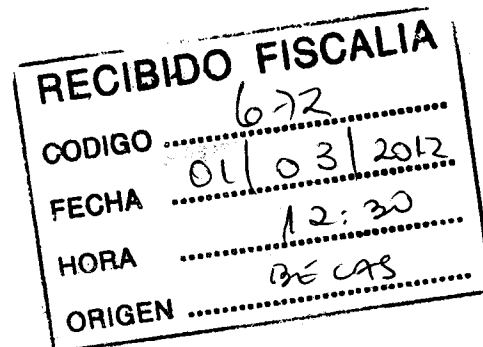 RECIBIDO FISCALIA
CODIGO 672
FECHA 01/03/2012
HORA 12:30
ORIGEN BECAS